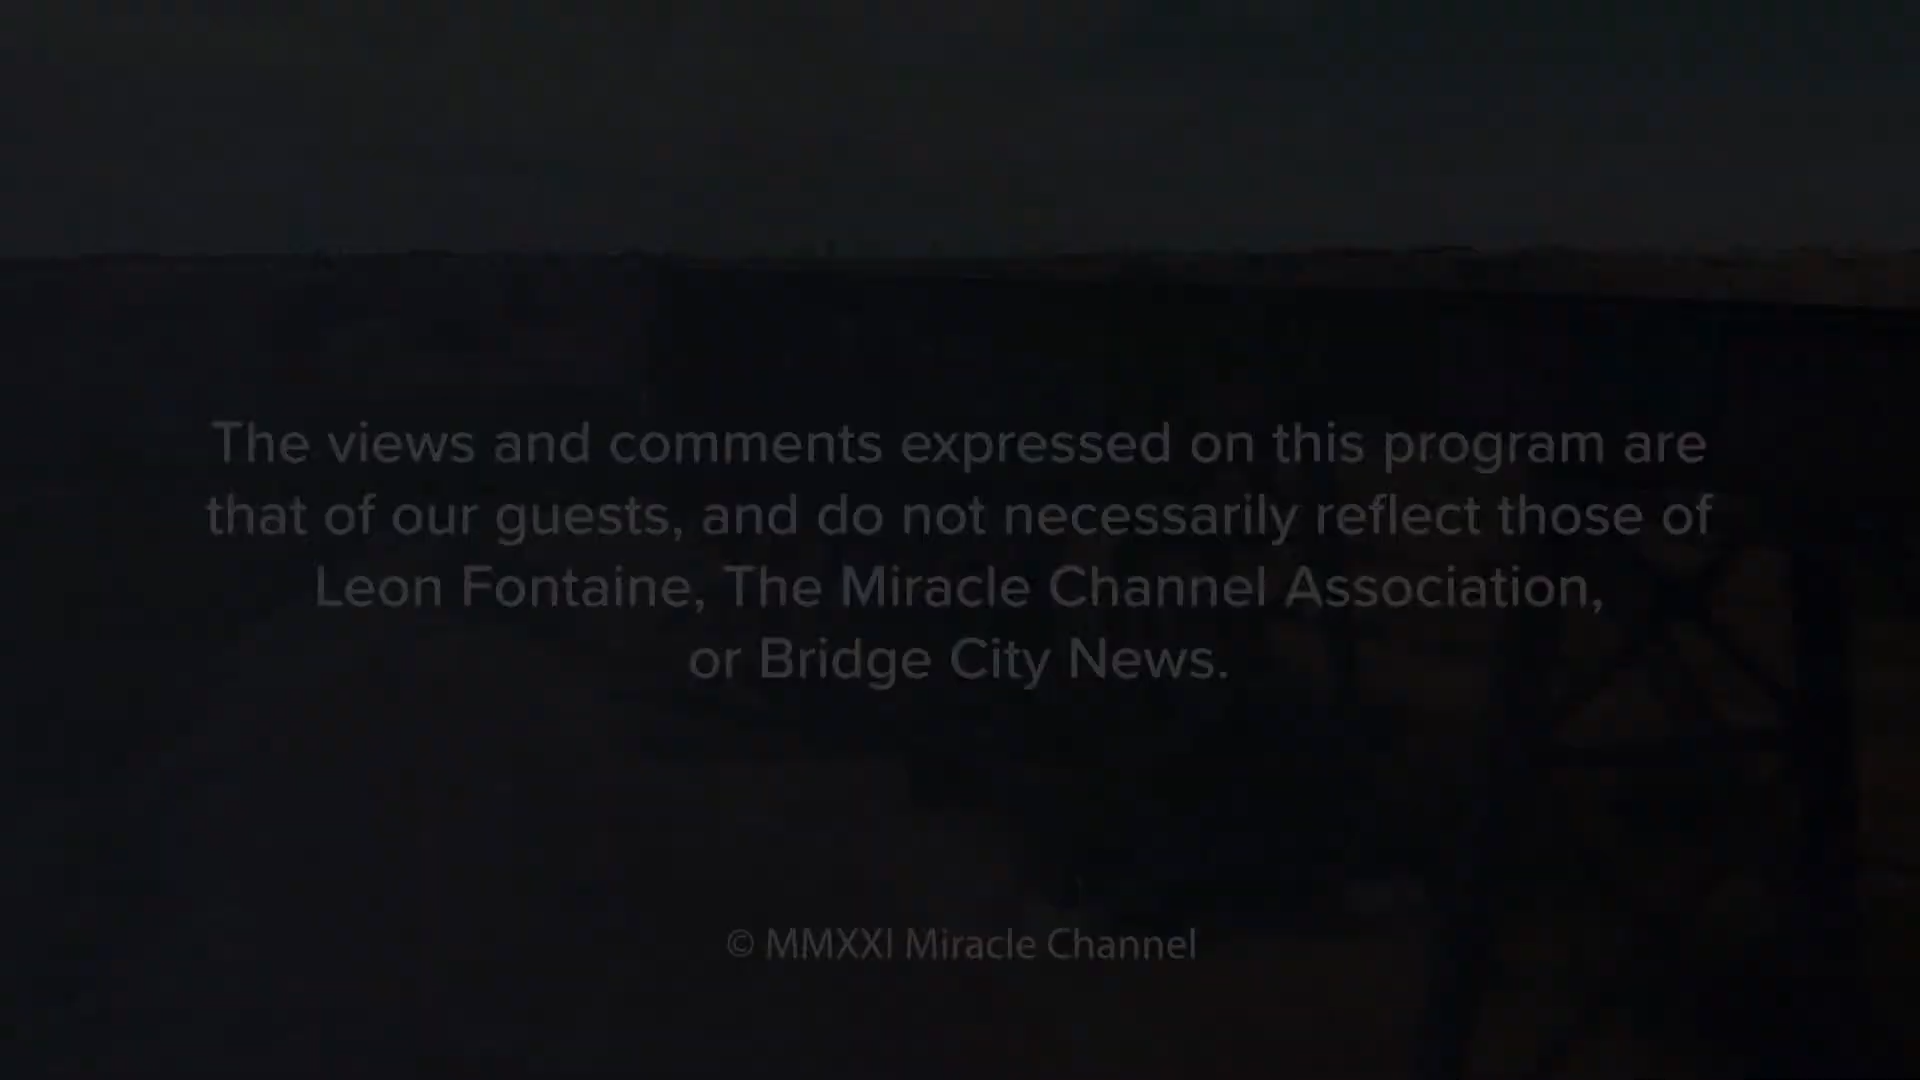 The views and comments expressed on this program are
that of our guests, and do not necessarily reflect those of
Leon Fontaine, The Miracle Channel Association,
or Bridge City News.
© MMXXI Miracle Channel